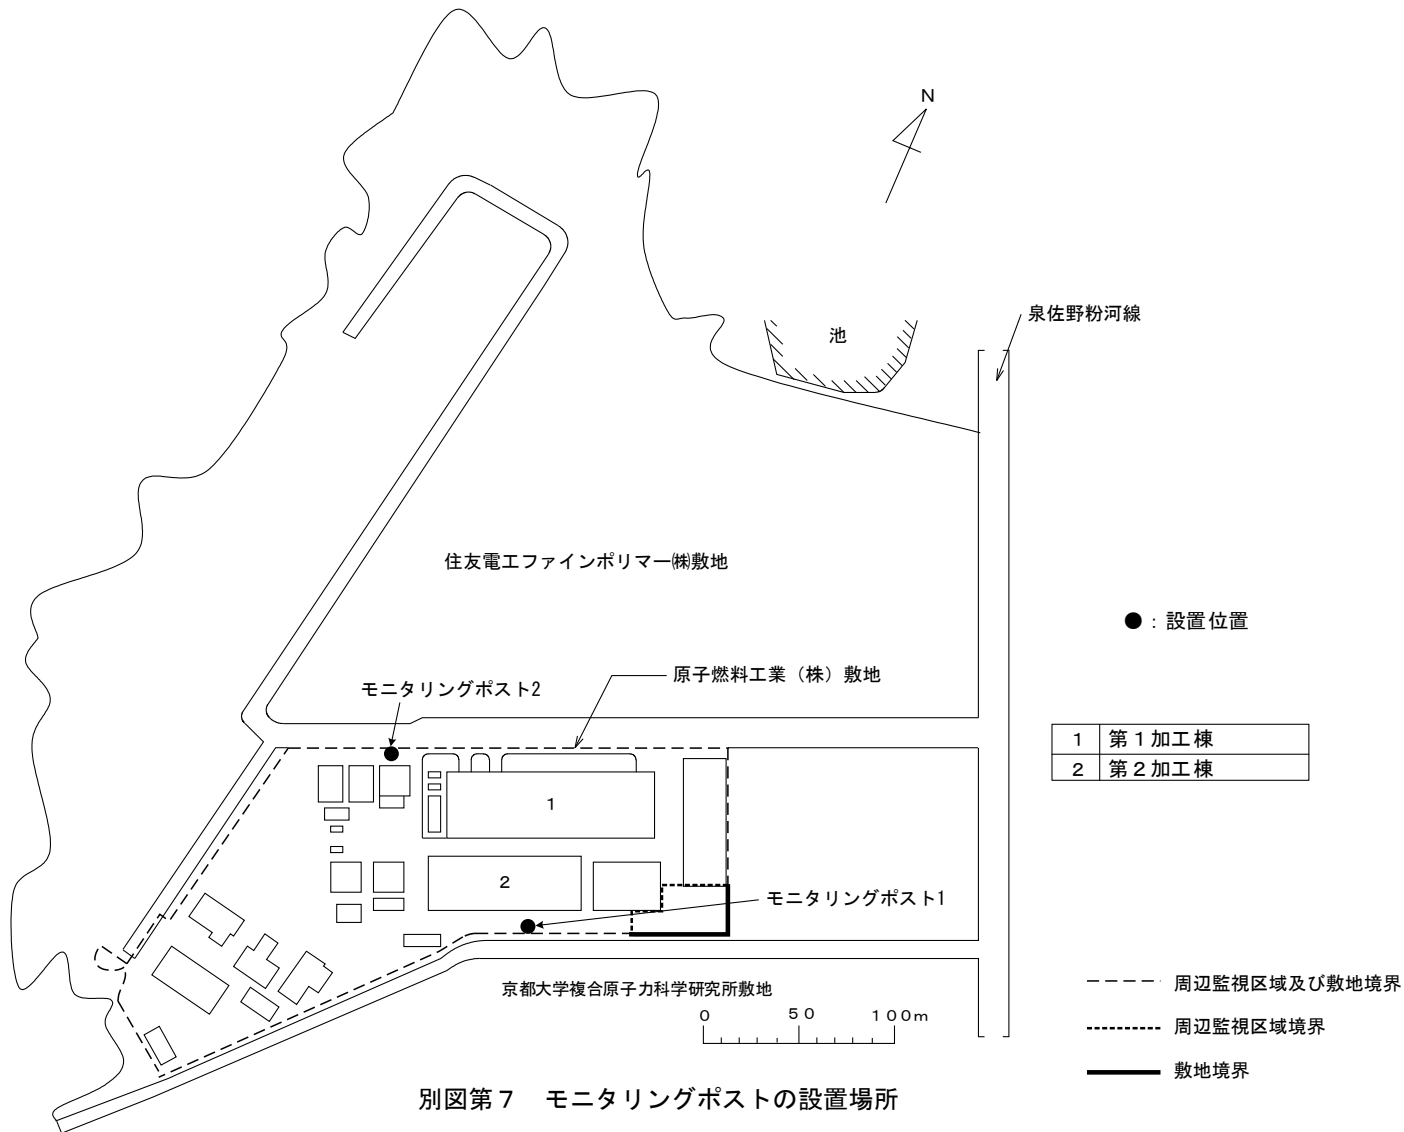 N
泉佐野粉河線
池
住友電工ファインポリマー㈱敷地
●：設置位置
原子燃料工業（株）敷地
モニタリングポスト2
1 第１加工棟
2 第２加工棟
1
2
モニタリングポスト1
京都大学複合原子力科学研究所敷地
0 50 100m
周辺監視区域及び敷地境界
周辺監視区域境界
敷地境界
別図第７　モニタリングポストの設置場所